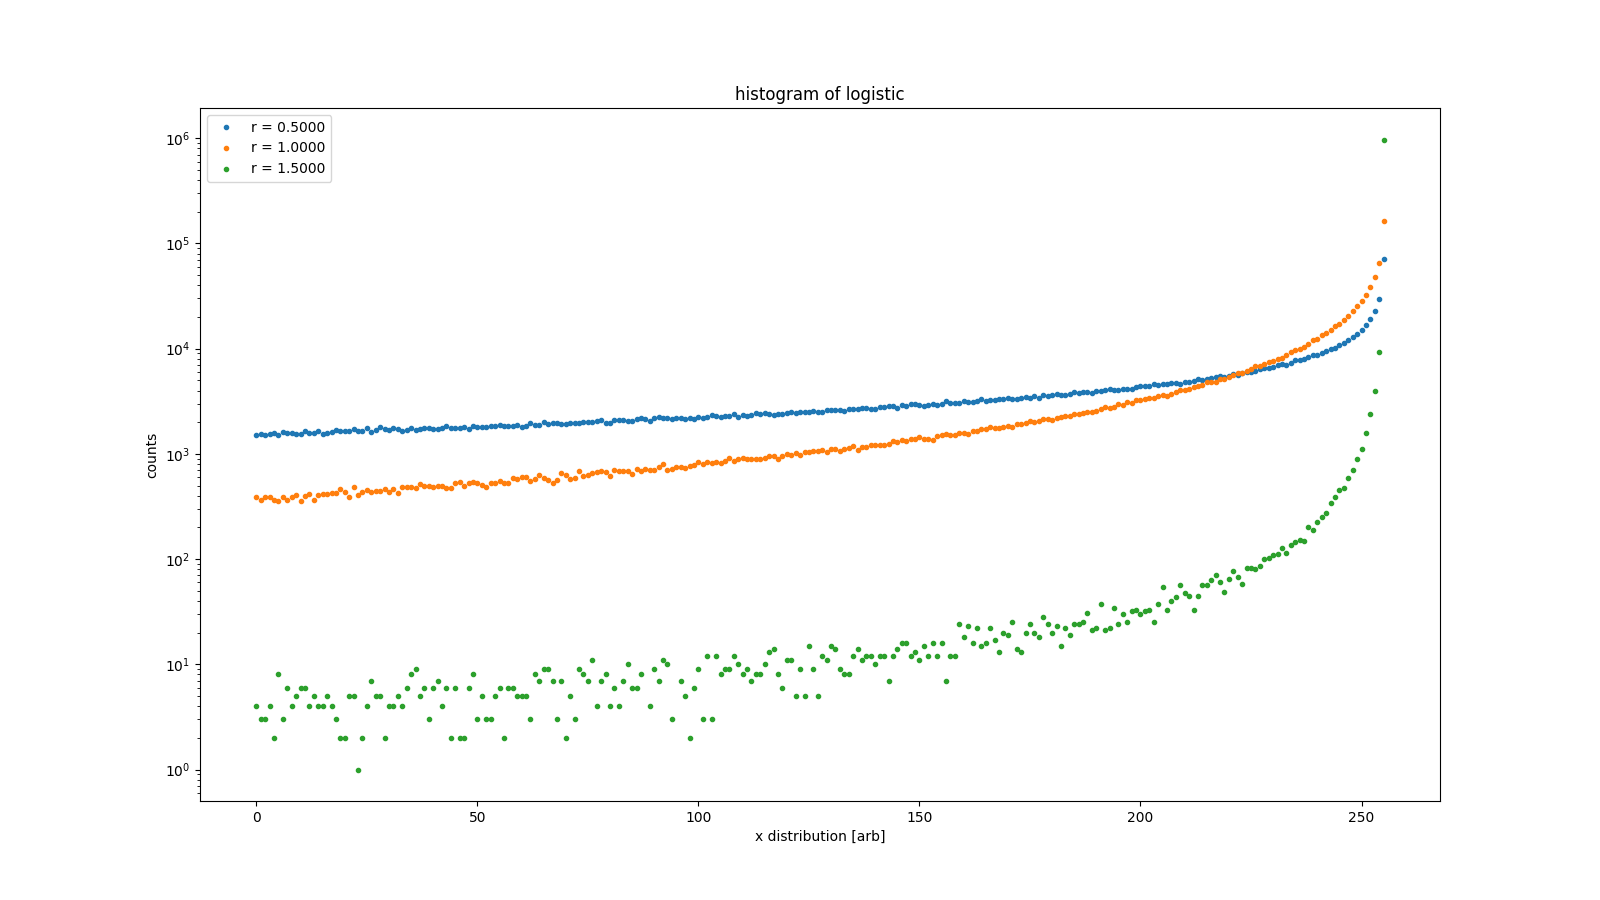 histogram of logistic
r = 0.5000
r = 1.0000
r = 1.5000
10⁶
10⁵
10⁴
10³
10²
10¹
10⁰
counts
0 50 100 150 200 250
x distribution [arb]